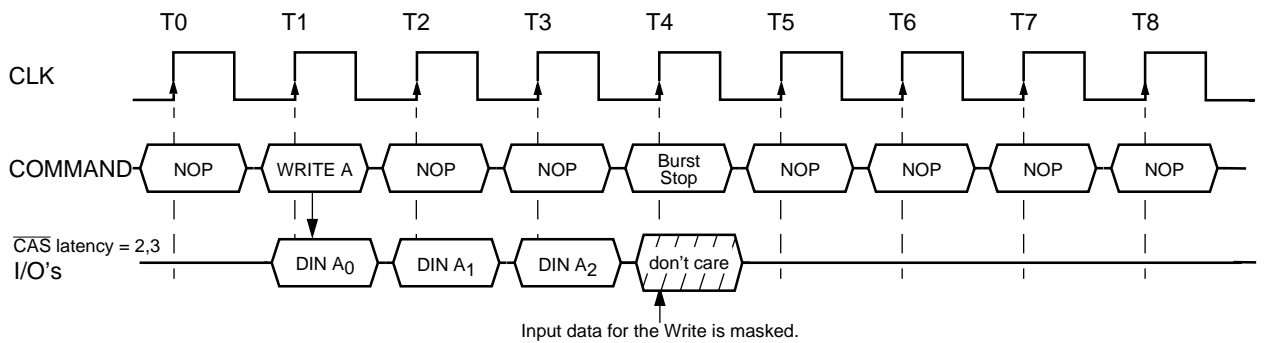 T0 T1 T2 T3 T4 T5 T6 T7 T8
CLK
COMMAND NOP WRITE A NOP NOP Burst Stop NOP NOP NOP NOP
CAS latency = 2,3
I/O's DIN A0 DIN A1 DIN A2 don't care
Input data for the Write is masked.